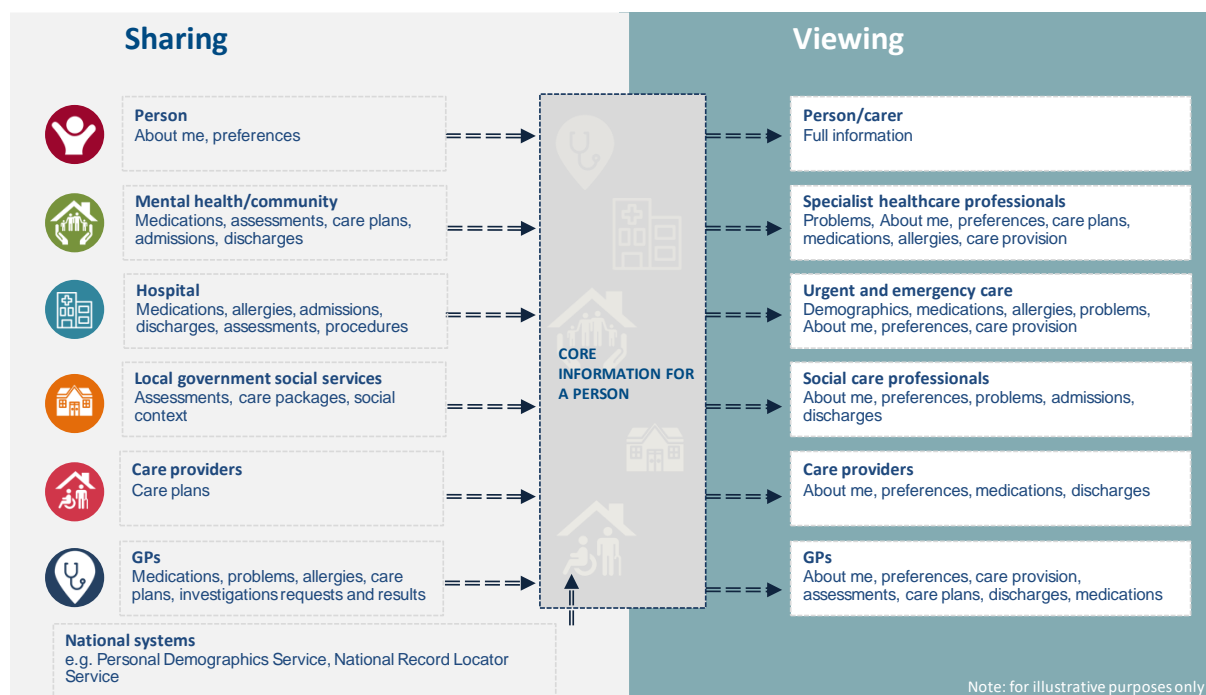 Sharing
Viewing
Person
About me, preferences
Mental health/community
Medications, assessments, care plans,
admissions, discharges
Hospital
Medications, allergies, admissions,
discharges, assessments, procedures
Local government social services
Assessments, care packages, social
context
Care providers
Care plans
GPs
Medications, problems, allergies, care
plans, investigations requests and results
National systems
e.g. Personal Demographics Service, National Record Locator
Service
CORE
INFORMATION FOR
A PERSON
Person/carer
Full information
Specialist healthcare professionals
Problems, About me, preferences, care plans,
medications, allergies, care provision
Urgent and emergency care
Demographics, medications, allergies, problems,
About me, preferences, care provision
Social care professionals
About me, preferences, problems, admissions,
discharges
Care providers
About me, preferences, medications, discharges
GPs
About me, preferences, care provision,
assessments, care plans, discharges, medications
Note: for illustrative purposes only